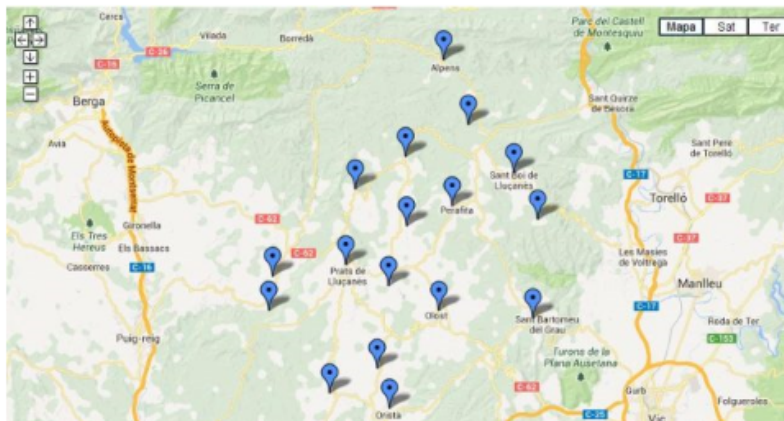 Cercs
Vilada
Borredà
C-16
C-26
Serra de
Picancel
Berga
Avià
Autopista de Montserrat
Alpens
Parc del Castell
de Montesquiu
Mapa
Sat
Ter
Sant Quirze de
Besora
Sant Pere
de Torelló
C-17
Torelló
C-37
Sant Boi de
Lluçanès
Perafita
Gironella
C-62
Els Tres
Hereus
Els Bassacs
Casserres
C-16
C-62
Prats de
Lluçanès
Les Masies
de Voltregà
C-37
Manlleu
C-17
Olost
Sant Bartomeu
del Grau
Roda de Ter
C-153
Puig-reig
Turons de la
Plana Ausetana
C-62
Gurb
Folgueroles
Oristà
C-25
Vic